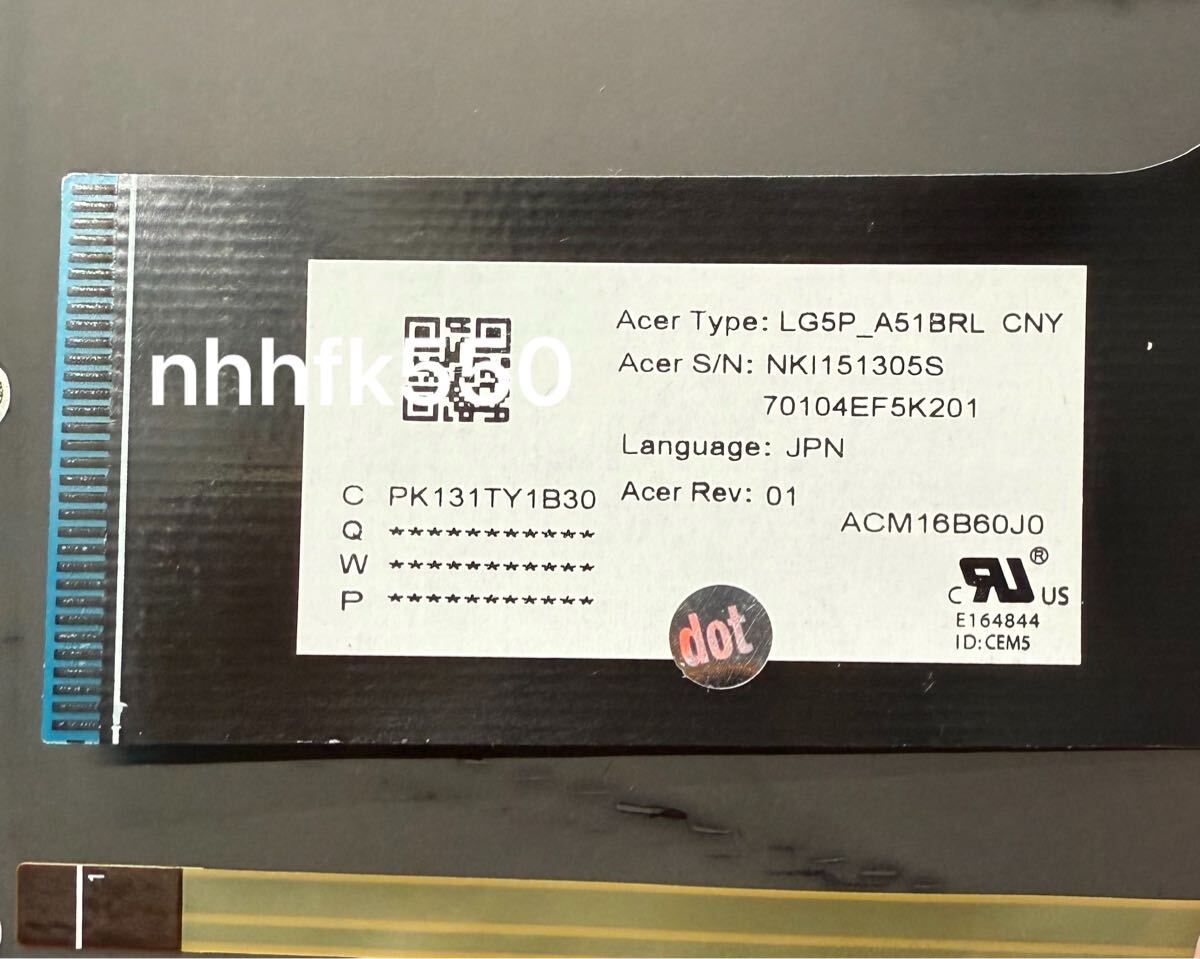 nhhfk550
Acer Type: LG5P_A51BRL CNY
Acer S/N: NKI151305S
70104EF5K201
Language: JPN
Acer Rev: 01
ACM16B60J0
C PK131TY1B30
Q ***********
W ***********
P ***********
dot
C RU ® US
E164844
ID: CEM5
1